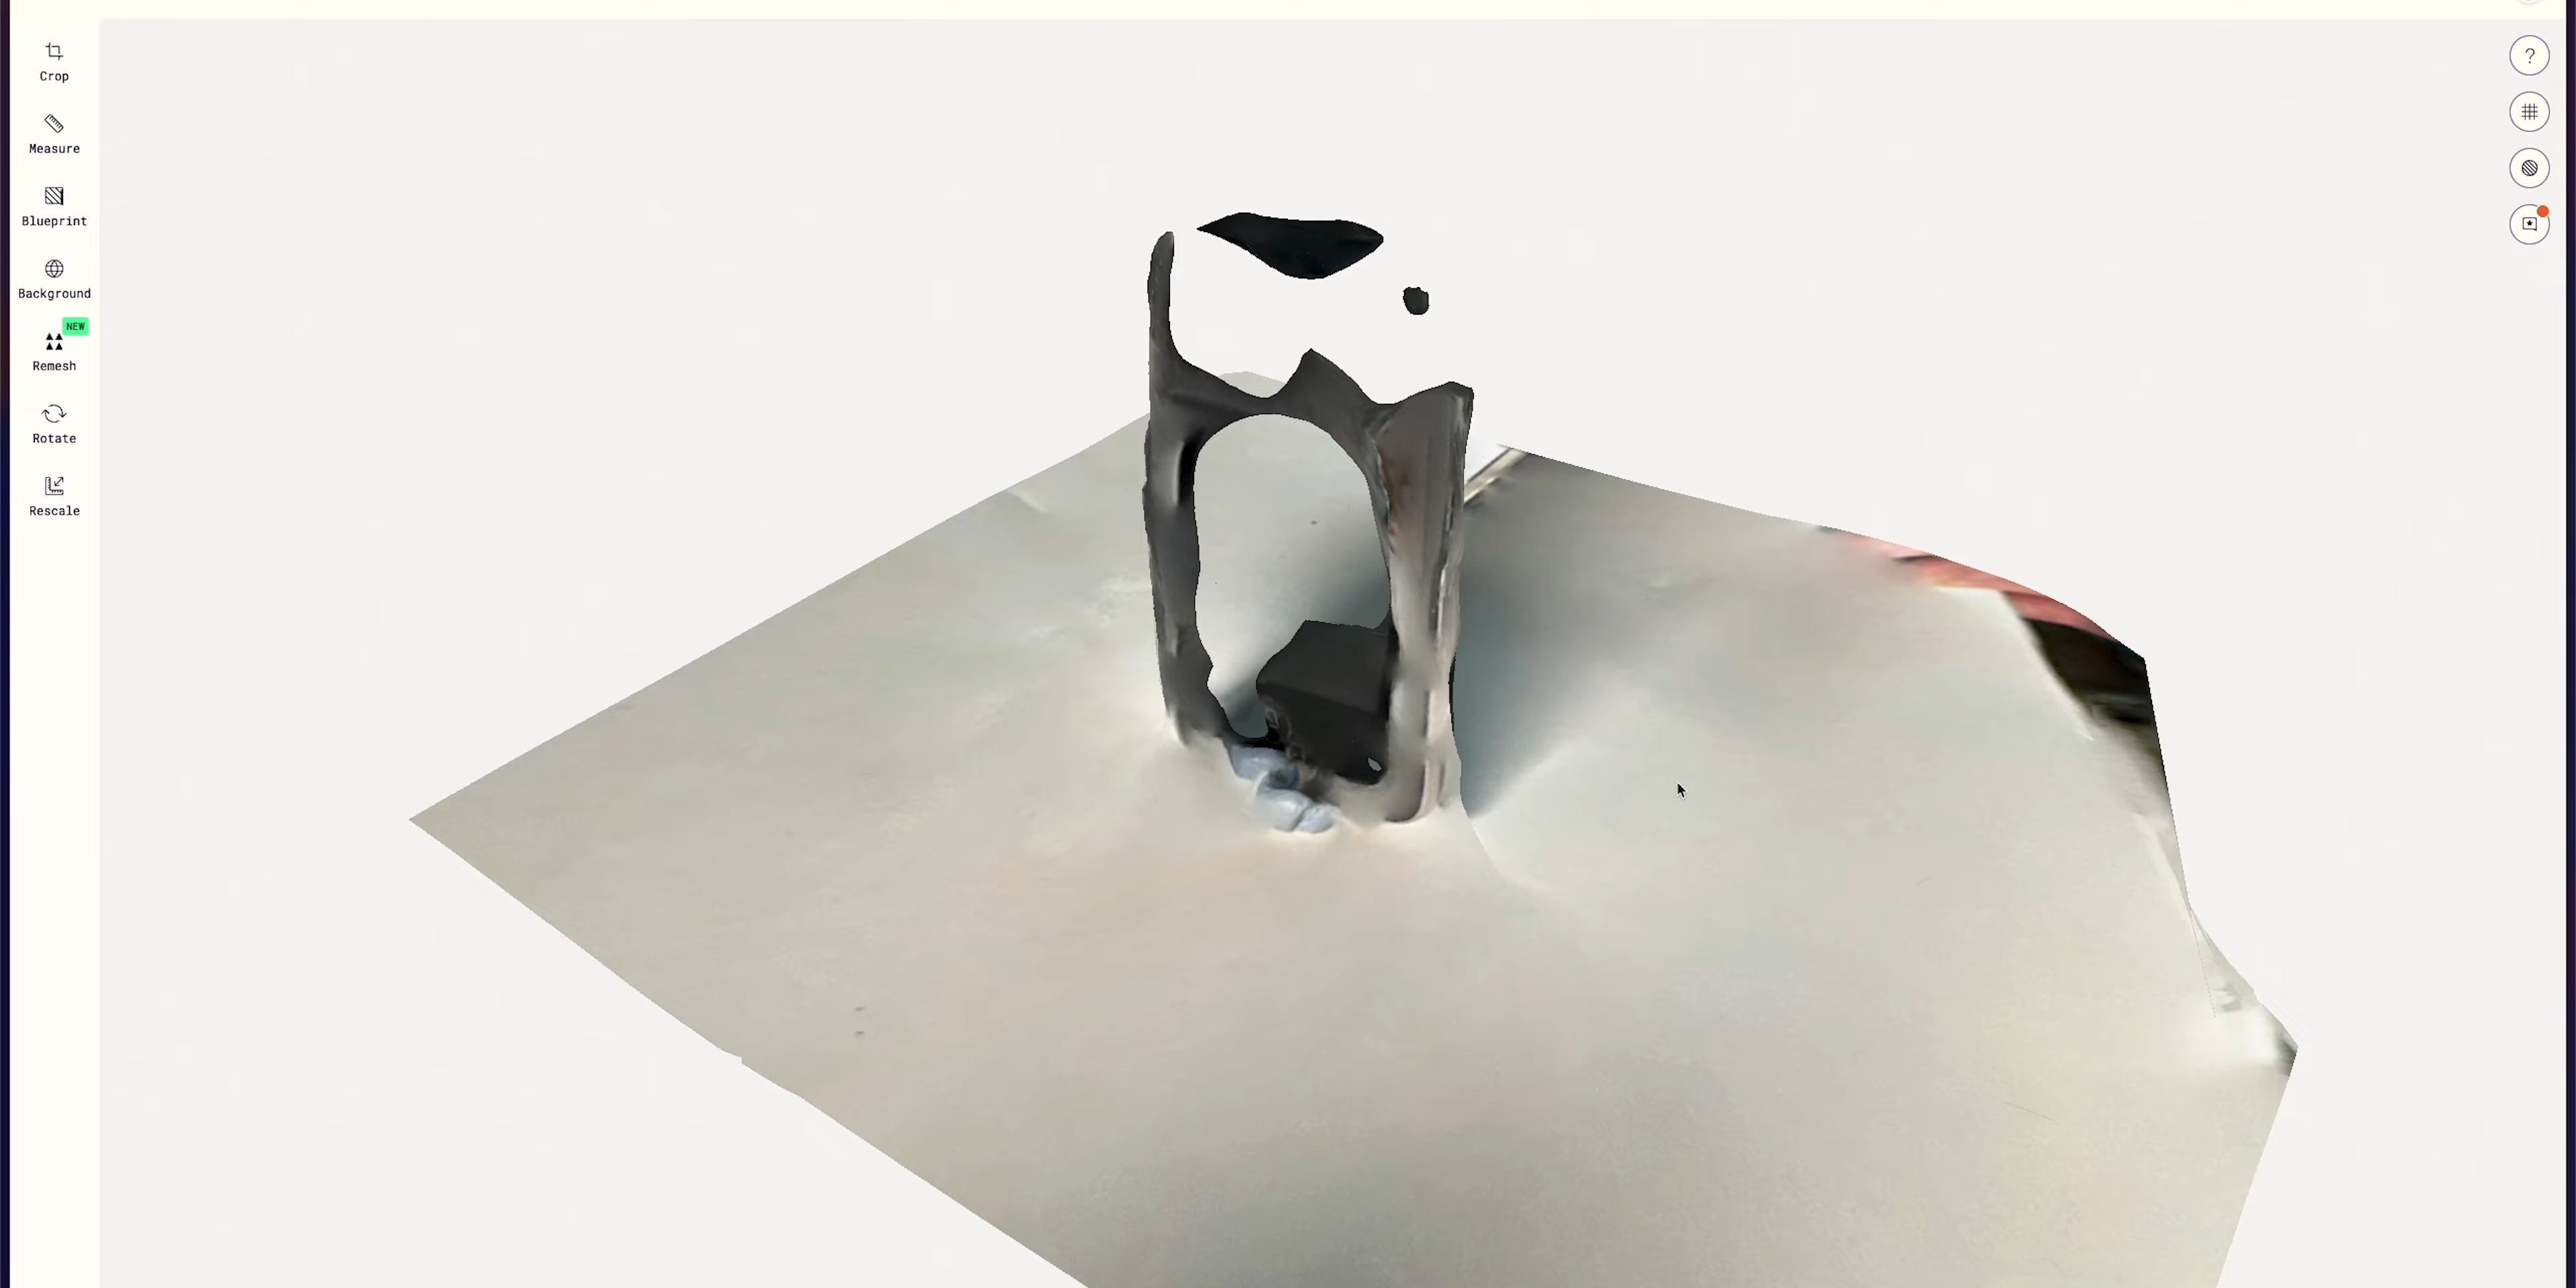 Crop
Measure
Blueprint
Background
NEW
Remesh
Rotate
Rescale
?